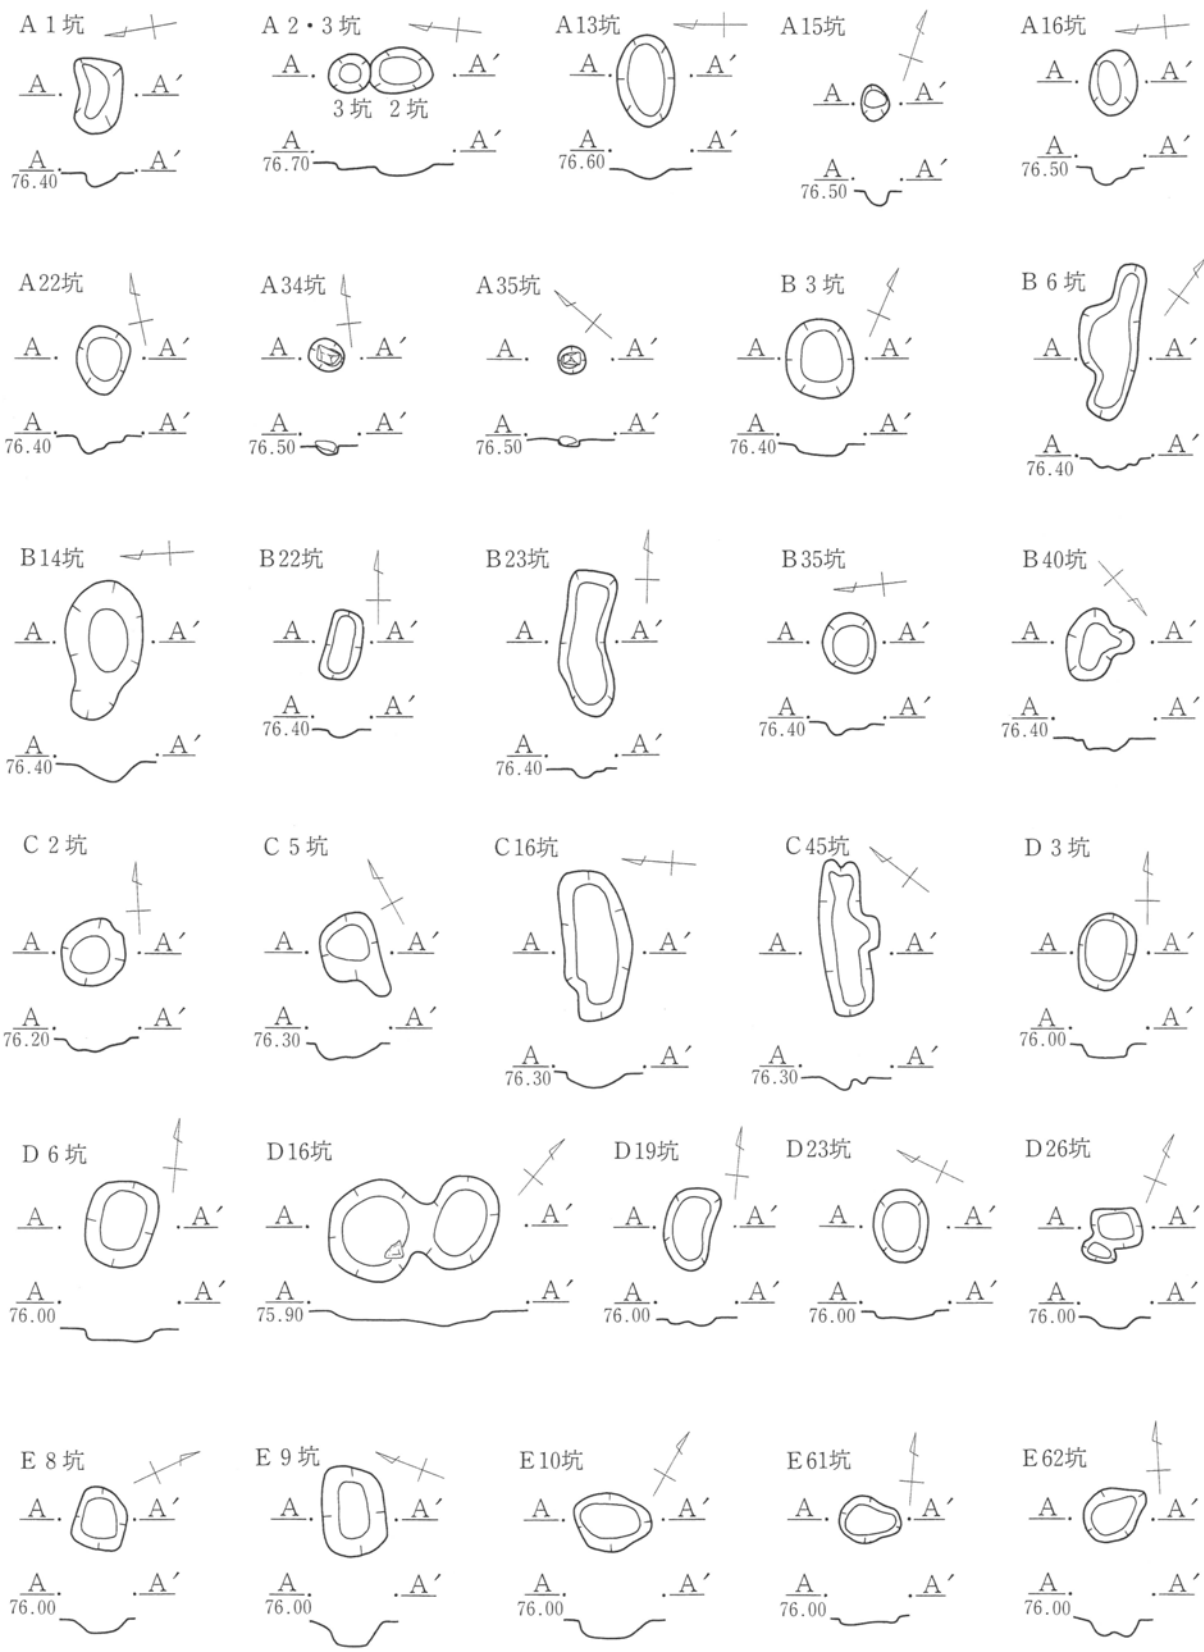 A 1 坑 A 2・3 坑 A13坑 A15坑 A16坑
A A′ A A′ A A′ A A′ A A′
3 坑 2 坑
A 76.40 A′ A 76.70 A′ A 76.60 A′ A 76.50 A′ A 76.50 A′
A22坑 A34坑 A35坑 B 3 坑 B 6 坑
A A′ A A′ A A′ A A′ A A′
A 76.40 A′ A 76.50 A′ A 76.50 A′ A 76.40 A′ A 76.40 A′
B14坑 B22坑 B23坑 B35坑 B40坑
A A′ A A′ A A′ A A′ A A′
A 76.40 A′ A 76.40 A′ A 76.40 A′ A 76.40 A′ A 76.40 A′
C 2 坑 C 5 坑 C16坑 C45坑 D 3 坑
A A′ A A′ A A′ A A′ A A′
A 76.20 A′ A 76.30 A′ A 76.30 A′ A 76.30 A′ A 76.00 A′
D 6 坑 D16坑 D19坑 D23坑 D26坑
A A′ A A′ A A′ A A′ A A′
A 76.00 A′ A 75.90 A′ A 76.00 A′ A 76.00 A′ A 76.00 A′
E 8 坑 E 9 坑 E10坑 E61坑 E62坑
A A′ A A′ A A′ A A′ A A′
A 76.00 A′ A 76.00 A′ A 76.00 A′ A 76.00 A′ A 76.00 A′